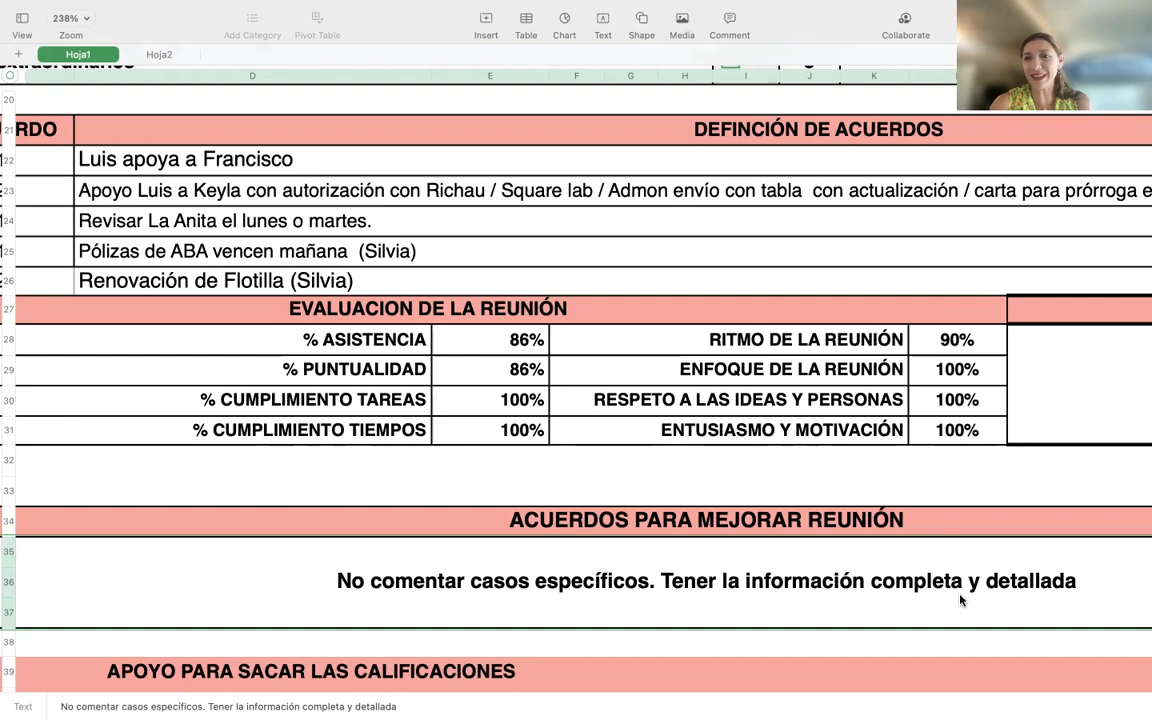 238%
View
Zoom
Add Category
Pivot Table
Insert
Table
Chart
Text
Shape
Media
Comment
Collaborate
Hoja1
Hoja2
extraordinarios
D E F G H I J K
20
21 RDO DEFINCIÓN DE ACUERDOS
22 Luis apoya a Francisco
23 Apoyo Luis a Keyla con autorización con Richau / Square lab / Admon envío con tabla con actualización / carta para prórroga e
24 Revisar La Anita el lunes o martes.
25 Pólizas de ABA vencen mañana (Silvia)
26 Renovación de Flotilla (Silvia)
27 EVALUACION DE LA REUNIÓN
28 % ASISTENCIA 86% RITMO DE LA REUNIÓN 90%
29 % PUNTUALIDAD 86% ENFOQUE DE LA REUNIÓN 100%
30 % CUMPLIMIENTO TAREAS 100% RESPETO A LAS IDEAS Y PERSONAS 100%
31 % CUMPLIMIENTO TIEMPOS 100% ENTUSIASMO Y MOTIVACIÓN 100%
32
33
34 ACUERDOS PARA MEJORAR REUNIÓN
35
36 No comentar casos específicos. Tener la información completa y detallada
37
38
39 APOYO PARA SACAR LAS CALIFICACIONES
Text No comentar casos específicos. Tener la información completa y detallada